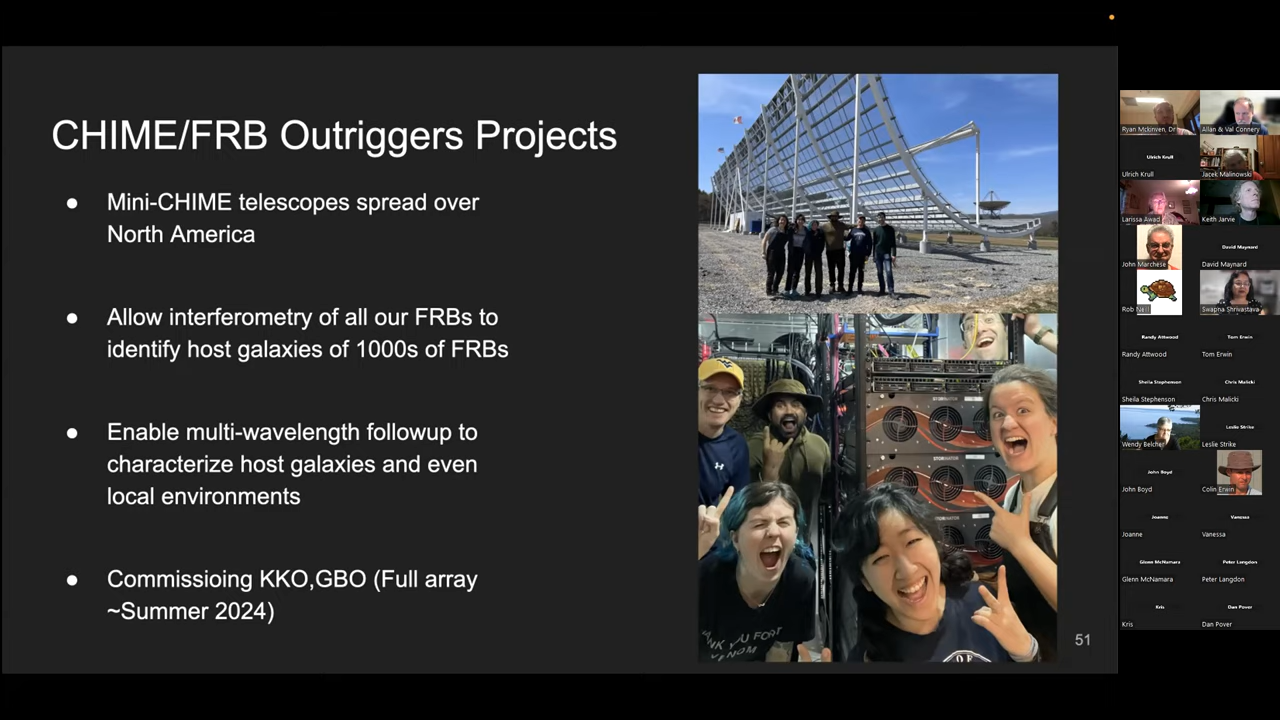 CHIME/FRB Outriggers Projects
● Mini-CHIME telescopes spread over
North America
● Allow interferometry of all our FRBs to
identify host galaxies of 1000s of FRBs
● Enable multi-wavelength followup to
characterize host galaxies and even
local environments
● Commissioing KKO,GBO (Full array
~Summer 2024)
51
STORINATOR
Ryan Mckinven, Dr
Allan & Val Connery
Ulrich Krull
Ulrich Krull
Jacek Malinowski
Larissa Awad
Keith Jarvie
John Marchese
David Maynard
David Maynard
Rob
Swapna Shrivastava
Randy Attwood
Randy Attwood
Tom Erwin
Tom Erwin
Sheila Stephenson
Sheila Stephenson
Chris Malicki
Chris Malicki
Wendy Belcher
Leslie Strike
Leslie Strike
John Boyd
John Boyd
Colin Erwin
Joanne
Joanne
Vanessa
Vanessa
Glenn McNamara
Glenn McNamara
Peter Langdon
Peter Langdon
Kris
Kris
Dan Pover
Dan Pover